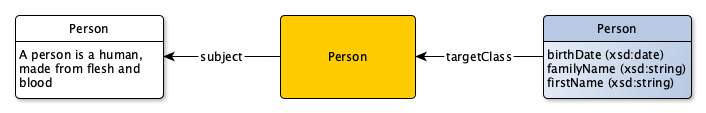 Person
A person is a human,
made from flesh and
blood
subject
Person
targetClass
Person
birthDate (xsd:date)
familyName (xsd:string)
firstName (xsd:string)